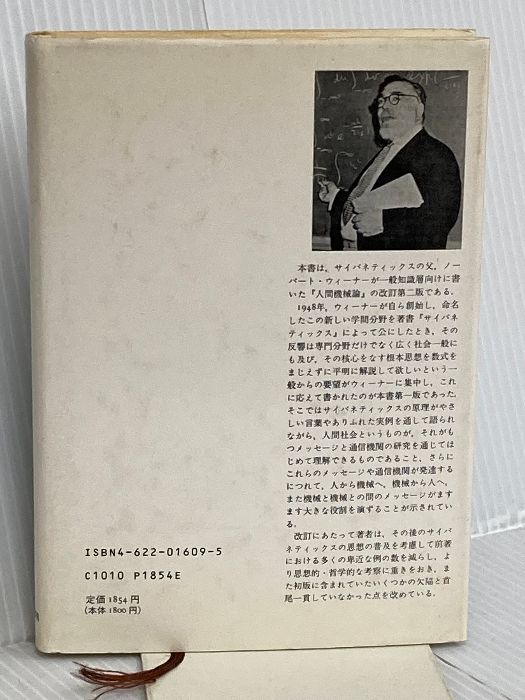 本書は，サイバネティックスの父，ノー
バート・ウィーナーが一般知識層向けに書
いた『人間機械論』の改訂第二版である．
1948年，ウィーナーが自ら創始し，命名
したこの新しい学問分野を著書『サイバネ
ティックス』によって公にしたとき，その
反響は専門分野だけでなく広く社会一般に
も及び，その核心をなす根本思想を数式を
まじえずに平明に解説して欲しいという一
般からの要望がウィーナーに集中し，これ
に応えて書かれたのが本書第一版であった．
そこではサイバネティックスの原理がやさ
しい言葉やありふれた実例を通して語られ
ながら，人間社会というものが，それがも
つメッセージと通信機関の研究を通じては
じめて理解できるものであること，さらに
これらのメッセージや通信機関が発達する
につれて，人から機械へ，機械から人へ，
また機械と機械との間のメッセージがます
ます大きな役割を演ずることが示されてい
る．
改訂にあたって著者は，その後のサイバ
ネティックスの思想の普及を考慮して前著
における多くの卑近な例の数を減らし，よ
り思想的・哲学的な考察に重きをおき，ま
た初版に含まれていたいくつかの欠陥と首
尾一貫していなかった点を改めている．
ISBN4-622-01609-5
C1010 P1854E
定価 1854 円
(本体 1800 円)